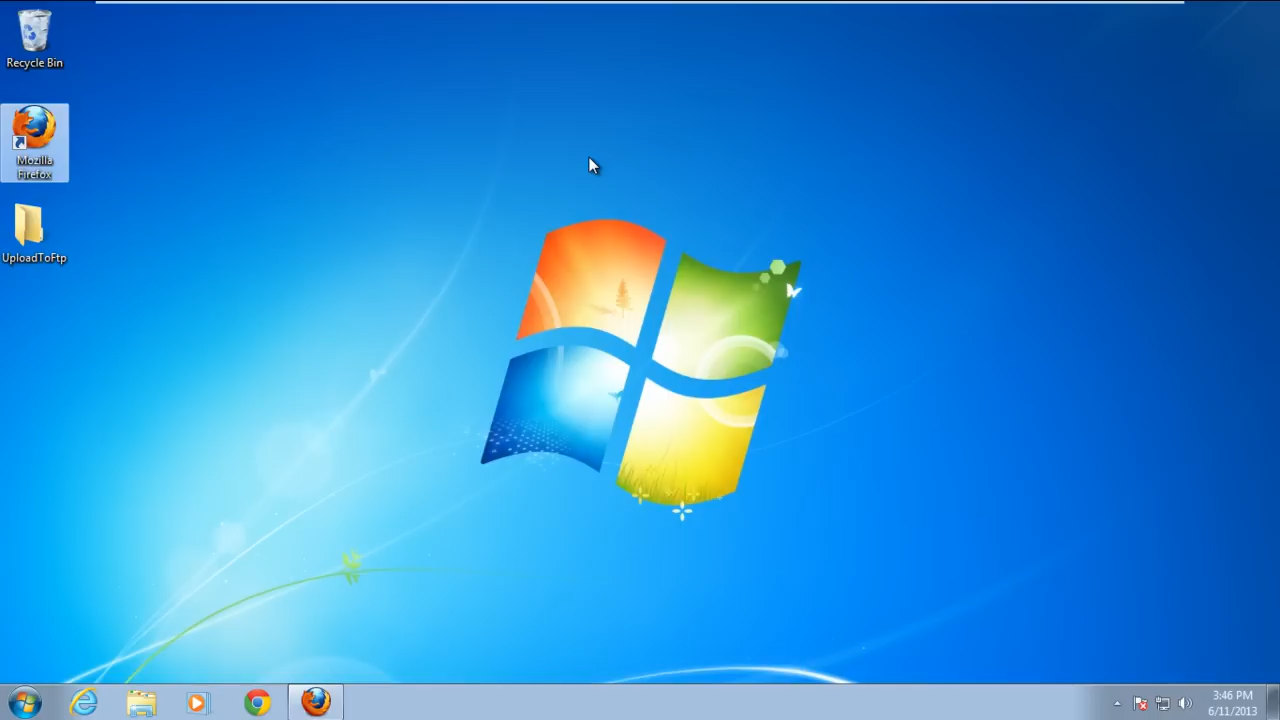 Recycle Bin
Mozilla
Firefox
UploadToFtp
3:46 PM
6/11/2013